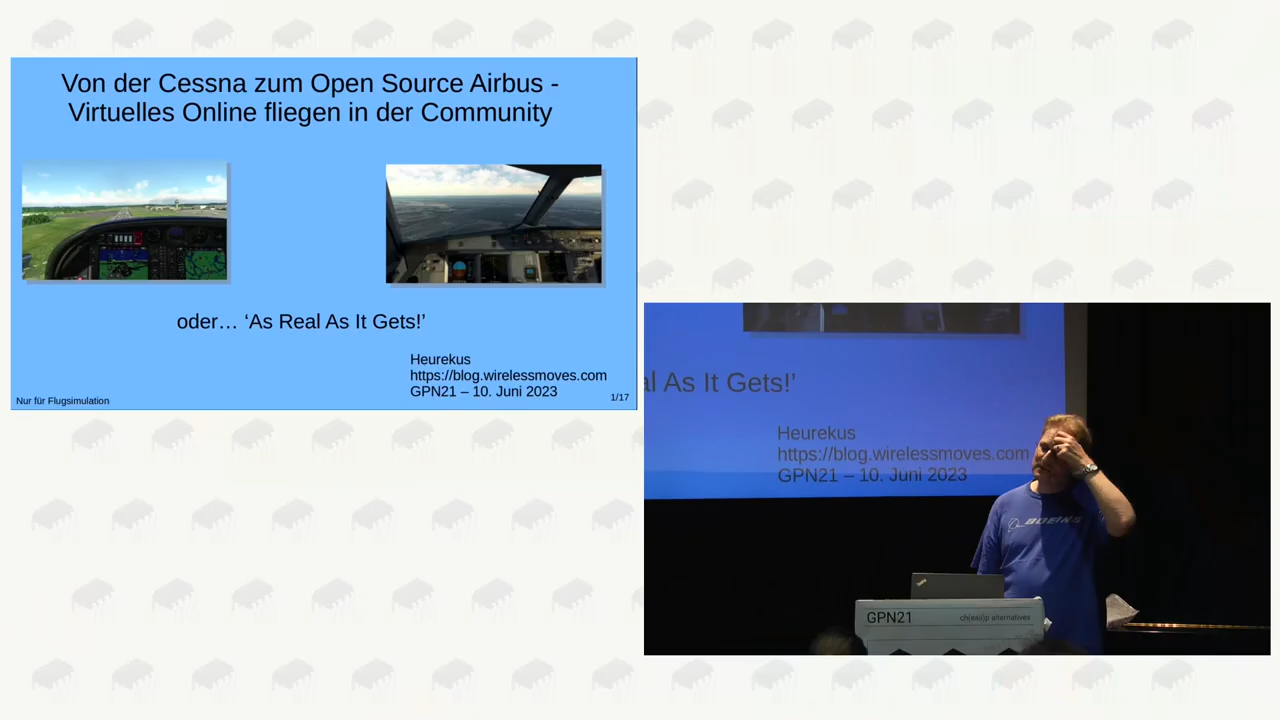 Von der Cessna zum Open Source Airbus -
Virtuelles Online fliegen in der Community
oder… ‘As Real As It Gets!’
Heurekus
https://blog.wirelessmoves.com
GPN21 – 10. Juni 2023
Nur für Flugsimulation
1/17
al As It Gets!’
Heurekus
https://blog.wirelessmoves.com
GPN21 – 10. Juni 2023
BOEING
GPN21
ch(eai)p alternatives